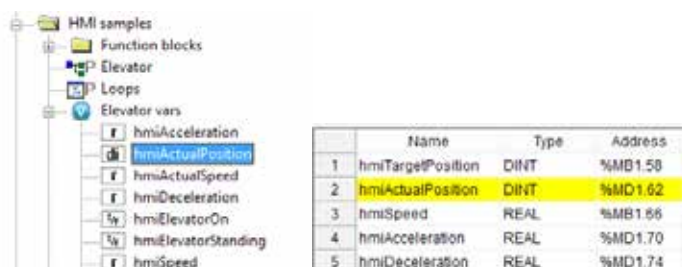 HMI samples
Function blocks
P Elevator
P Loops
Elevator vars
r hmiAcceleration
di hmiActualPosition
r hmiActualSpeed
r hmiDeceleration
t/f hmiElevatorOn
t/f hmiElevatorStanding
r hmiSpeed
Name Type Address
1 hmiTargetPosition DINT %MB1.58
2 hmiActualPosition DINT %MD1.62
3 hmiSpeed REAL %MB1.66
4 hmiAcceleration REAL %MD1.70
5 hmiDeceleration REAL %MD1.74